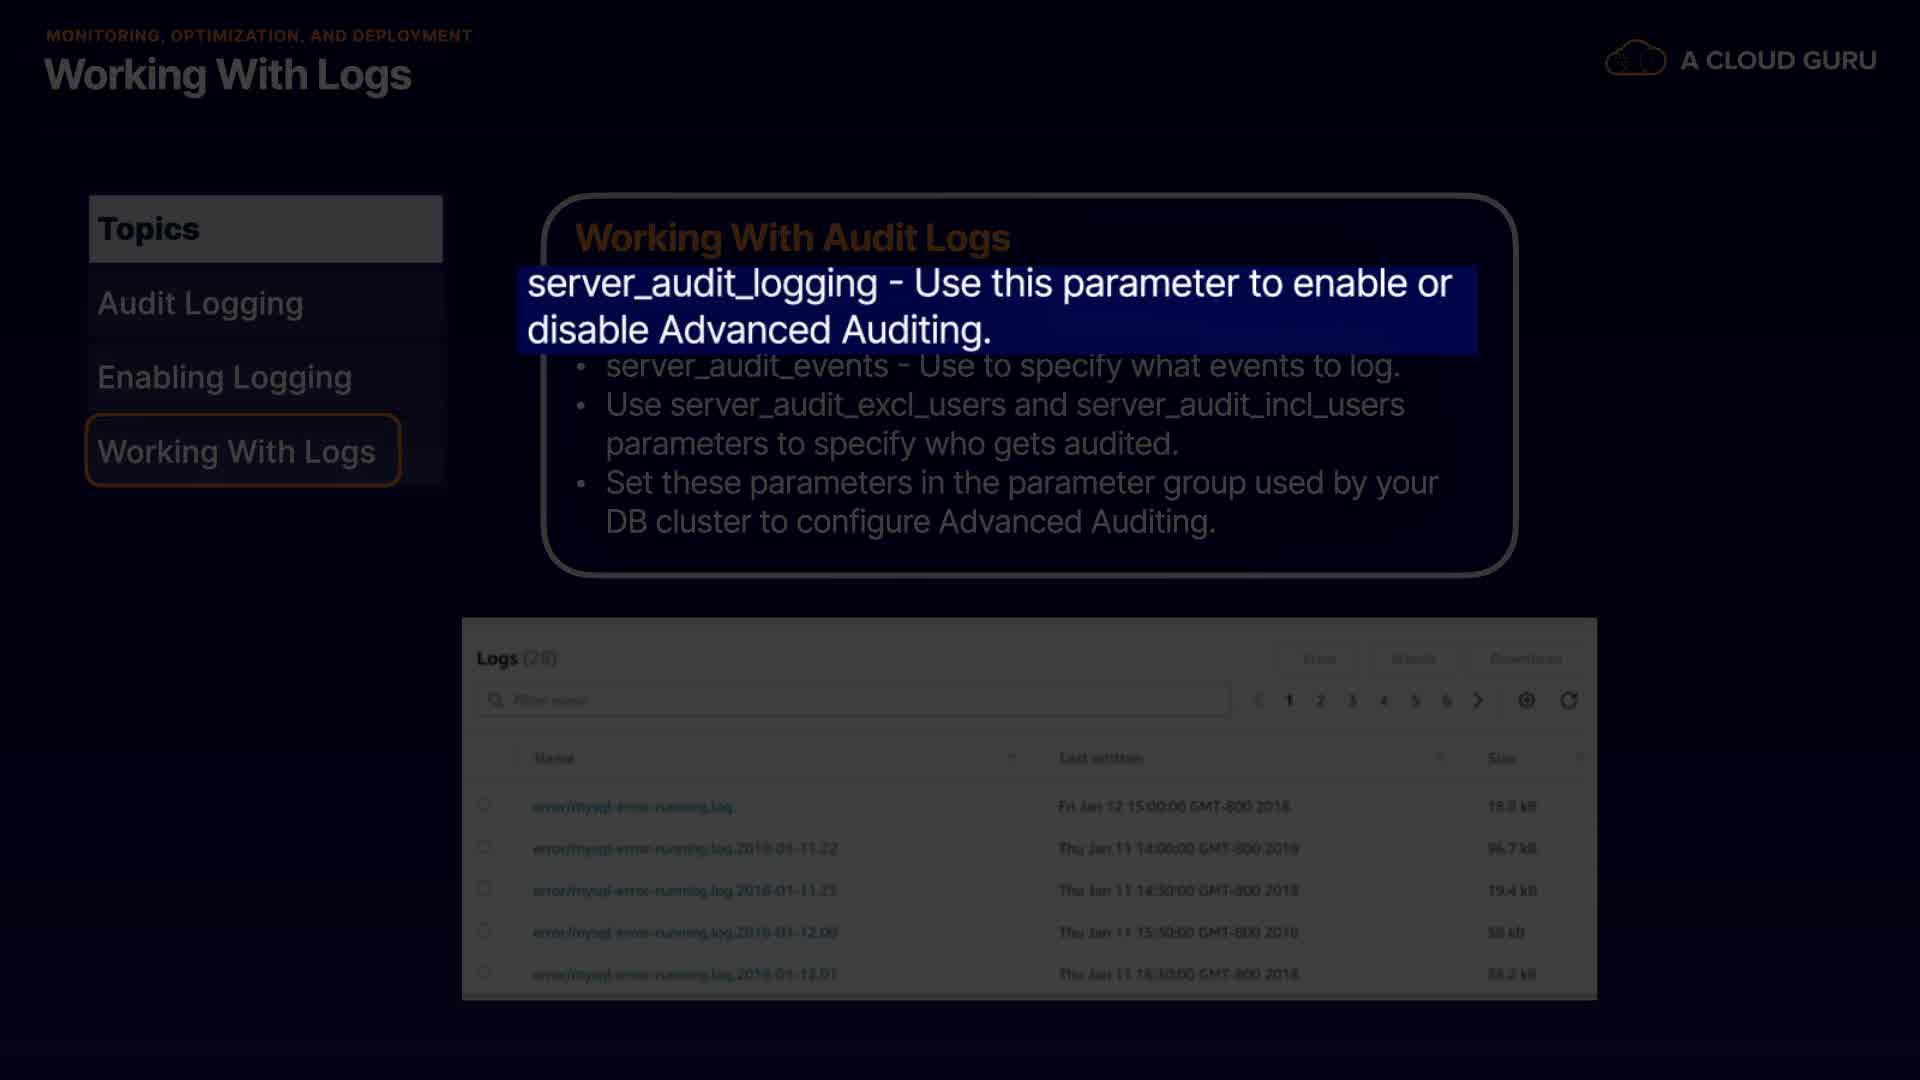 MONITORING, OPTIMIZATION, AND DEPLOYMENT
Working With Logs
A CLOUD GURU
Topics
Audit Logging
Enabling Logging
Working With Logs
Working With Audit Logs
server_audit_logging - Use this parameter to enable or
disable Advanced Auditing.
• server_audit_events - Use to specify what events to log.
• Use server_audit_excl_users and server_audit_incl_users
parameters to specify who gets audited.
• Set these parameters in the parameter group used by your
DB cluster to configure Advanced Auditing.
Logs (28)
View Watch Download
Filter name
1 2 3 4 5 6
Name Last written Size
error/mysql-error-running.log Fri Jan 12 15:00:00 GMT-800 2018 18.8 kB
error/mysql-error-running.log.2018-01-11.22 Thu Jan 11 14:00:00 GMT-800 2018 96.7 kB
error/mysql-error-running.log.2018-01-11.23 Thu Jan 11 14:50:00 GMT-800 2018 19.4 kB
error/mysql-error-running.log.2018-01-12.00 Thu Jan 11 15:50:00 GMT-800 2018 kB
error/mysql-error-running.log.2018-01-12.01 Thu Jan 11 16:50:00 GMT-800 2018 kB